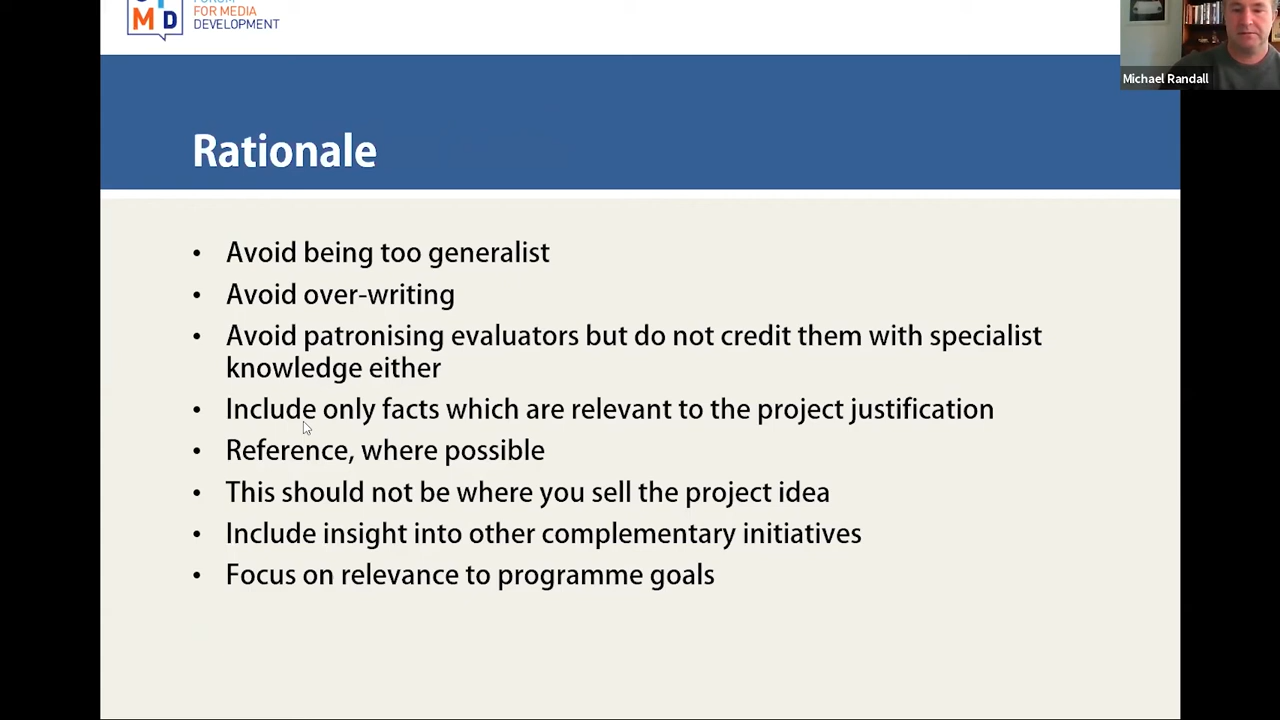 FOR MEDIA
DEVELOPMENT
MD
Michael Randall
Rationale
• Avoid being too generalist
• Avoid over-writing
• Avoid patronising evaluators but do not credit them with specialist
knowledge either
• Include only facts which are relevant to the project justification
• Reference, where possible
• This should not be where you sell the project idea
• Include insight into other complementary initiatives
• Focus on relevance to programme goals